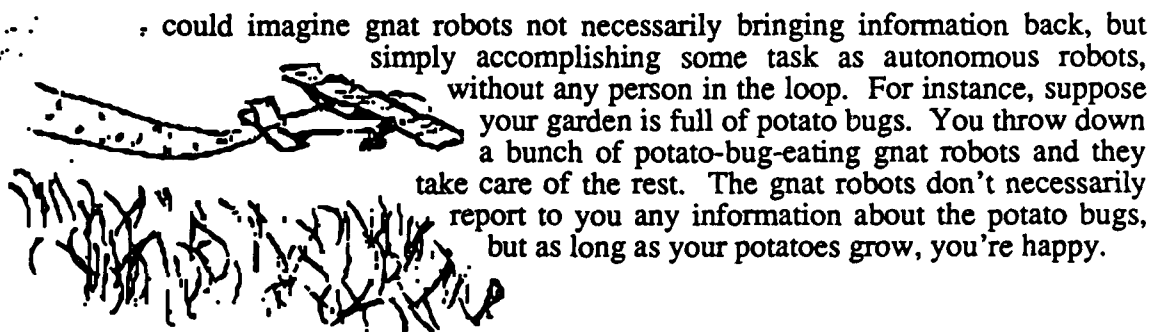 could imagine gnat robots not necessarily bringing information back, but
simply accomplishing some task as autonomous robots,
without any person in the loop. For instance, suppose
your garden is full of potato bugs. You throw down
a bunch of potato-bug-eating gnat robots and they
take care of the rest. The gnat robots don't necessarily
report to you any information about the potato bugs,
but as long as your potatoes grow, you're happy.